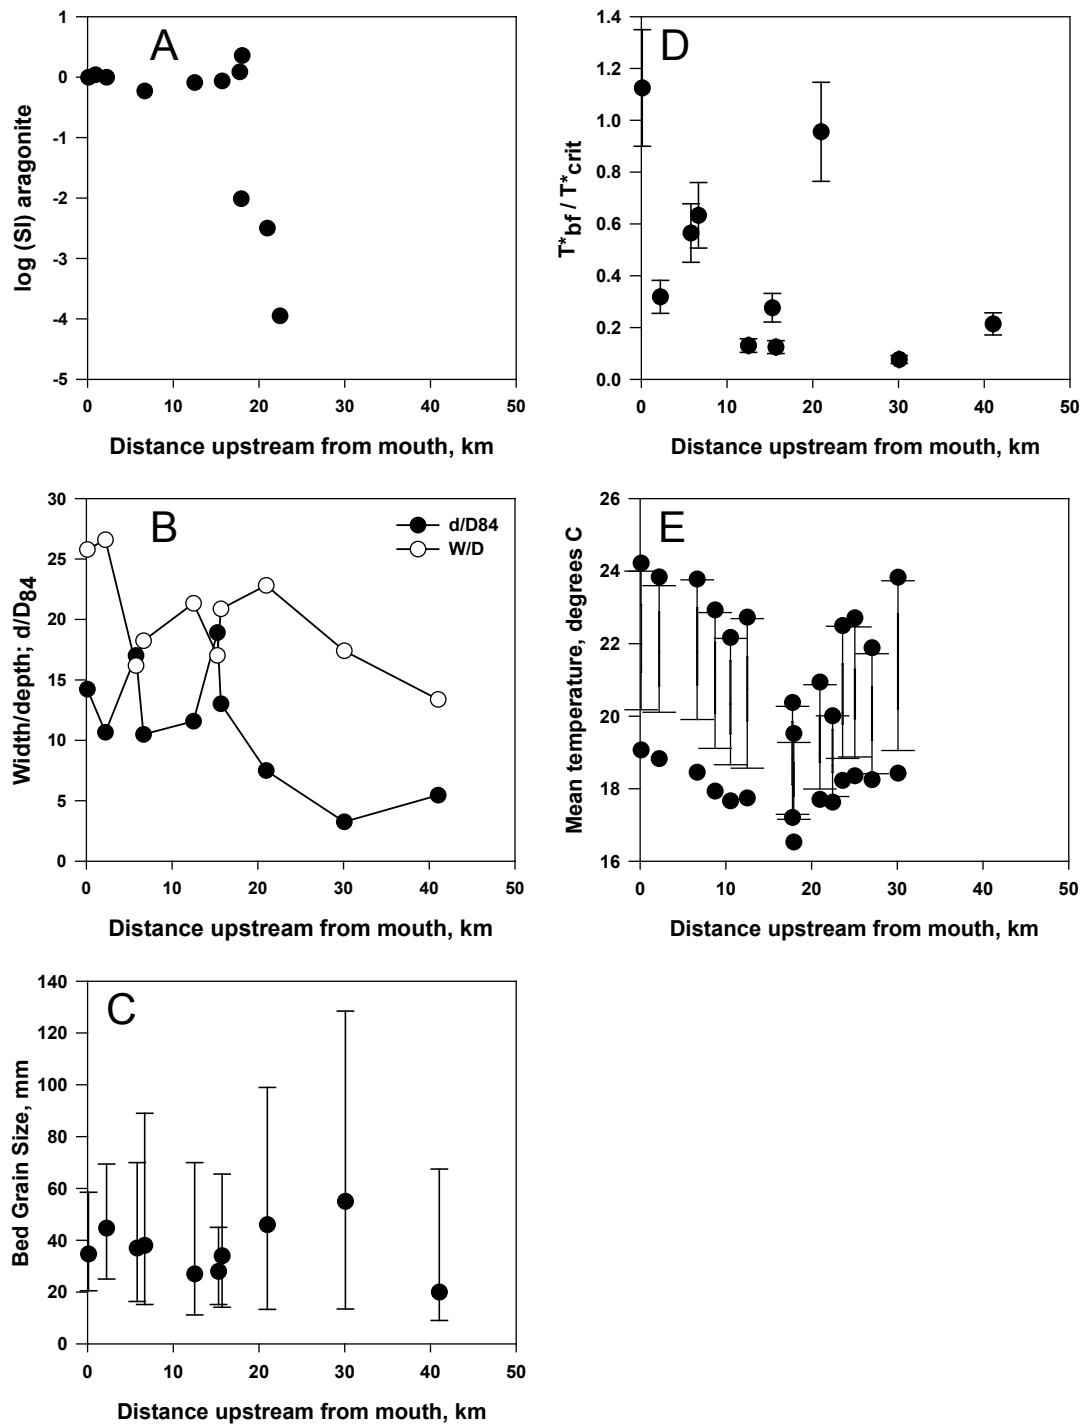 A
log (SI) aragonite
1
0
-1
-2
-3
-4
-5
0 10 20 30 40 50
Distance upstream from mouth, km
D
T*bf / T*crit
1.4
1.2
1.0
0.8
0.6
0.4
0.2
0.0
0 10 20 30 40 50
Distance upstream from mouth, km
B
d/D84
W/D
Width/depth; d/D84
30
25
20
15
10
5
0
0 10 20 30 40 50
Distance upstream from mouth, km
E
Mean temperature, degrees C
26
24
22
20
18
16
0 10 20 30 40 50
Distance upstream from mouth, km
C
Bed Grain Size, mm
140
120
100
80
60
40
20
0
0 10 20 30 40 50
Distance upstream from mouth, km